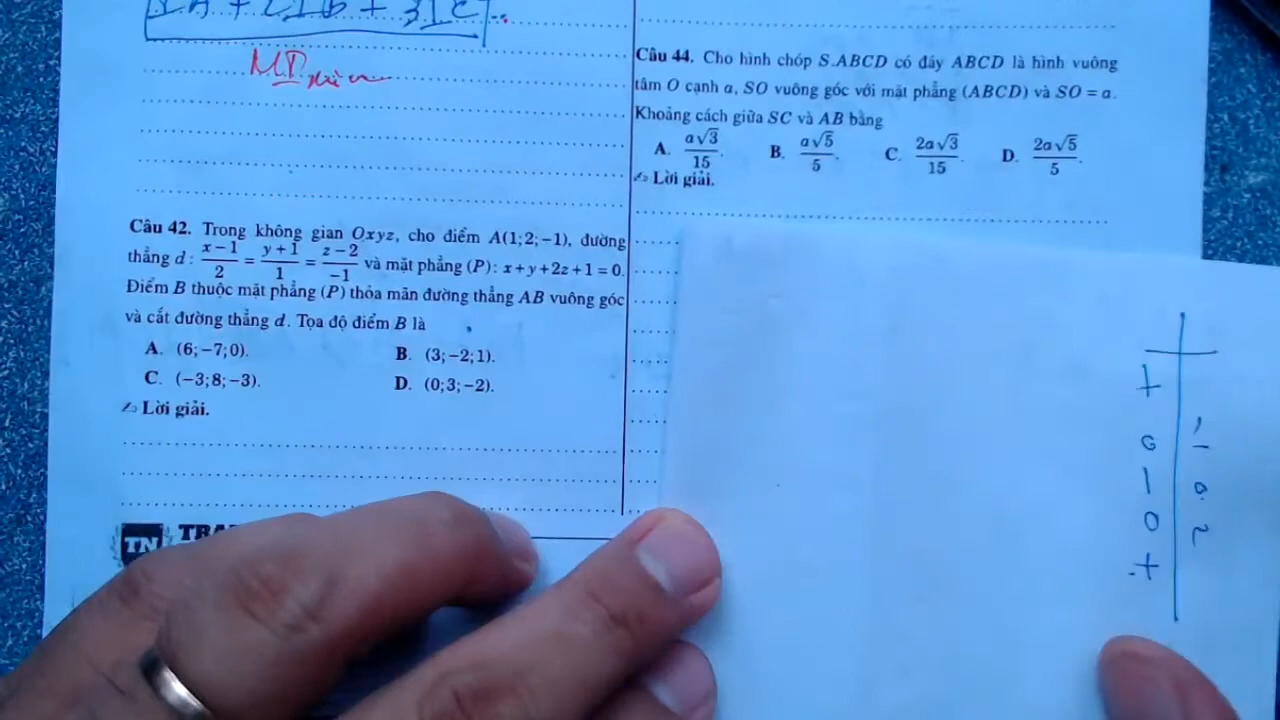 Câu 42. Trong không gian Oxyz, cho điểm A(1;2;−1), đường
thẳng d : (x−1)/2 = (y+1)/1 = (z−2)/−1 và mặt phẳng (P): x+y+2z+1=0.
Điểm B thuộc mặt phẳng (P) thỏa mãn đường thẳng AB vuông góc
và cắt đường thẳng d. Tọa độ điểm B là
A. (6;−7;0).
B. (3;−2;1).
C. (−3;8;−3).
D. (0;3;−2).
Lời giải.
TN
Câu 44. Cho hình chóp S.ABCD có đáy ABCD là hình vuông
tâm O cạnh a, SO vuông góc với mặt phẳng (ABCD) và SO = a.
Khoảng cách giữa SC và AB bằng
A. a√3/15.
B. a√5/5.
C. 2a√3/15.
D. 2a√5/5.
Lời giải.
-1 0 2
+ 0 − 0 +